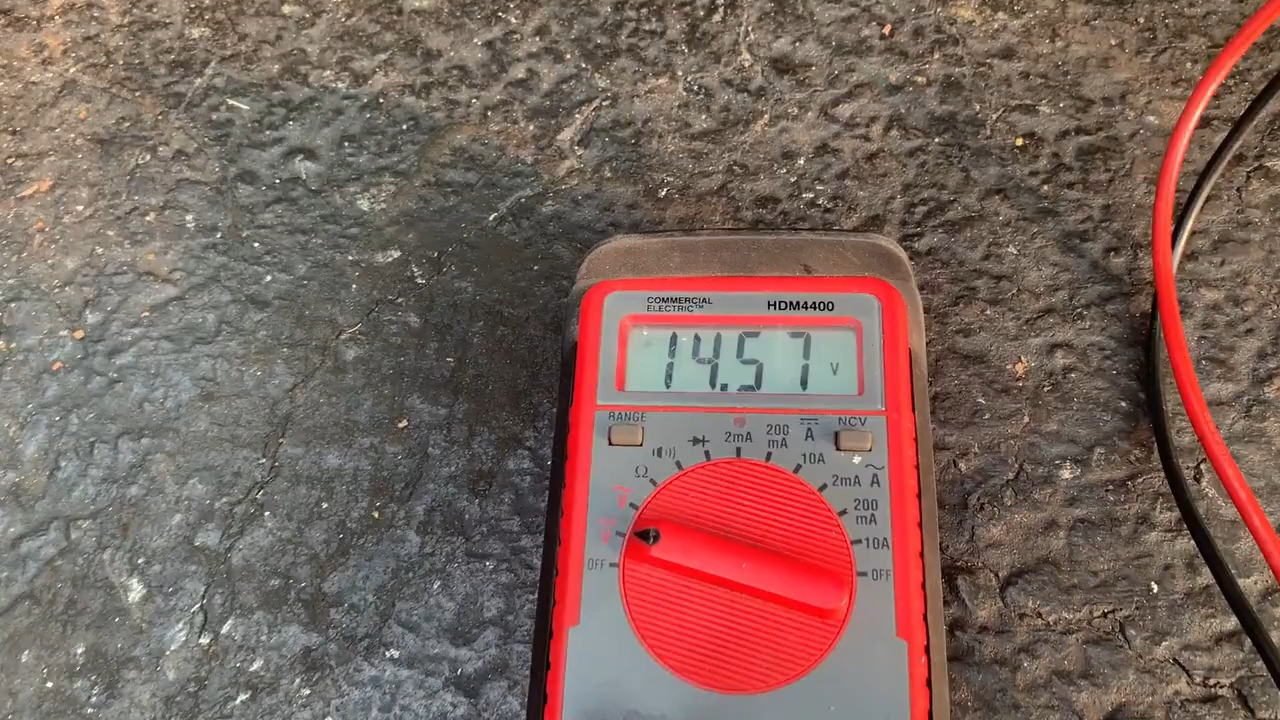 COMMERCIAL
ELECTRIC™
HDM4400
14.57 V
RANGE
NCV
2mA
200
mA
A
10A
Ω
2mA A
200
mA
10A
OFF
OFF